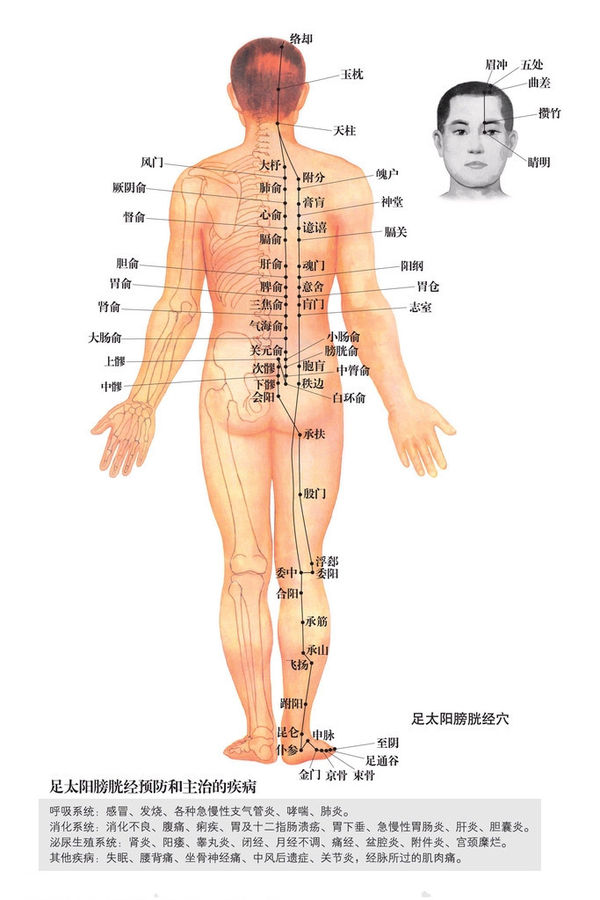 络却
玉枕
天柱
眉冲
五处
曲差
攒竹
睛明
风门
大杼
附分
魄户
厥阴俞
肺俞
膏肓
神堂
督俞
心俞
譩譆
膈俞
膈关
胆俞
肝俞
魂门
阳纲
胃俞
脾俞
意舍
胃仓
肾俞
三焦俞
肓门
志室
气海俞
大肠俞
关元俞
小肠俞
膀胱俞
上髎
次髎
胞肓
中膂俞
中髎
下髎
秩边
会阳
白环俞
承扶
殷门
浮郄
委中
委阳
合阳
承筋
承山
飞扬
跗阳
昆仑
申脉
仆参
至阴
足通谷
金门
京骨
束骨
足太阳膀胱经穴
足太阳膀胱经预防和主治的疾病
呼吸系统：感冒、发烧、各种急慢性支气管炎、哮喘、肺炎。
消化系统：消化不良、腹痛、痢疾、胃及十二指肠溃疡、胃下垂、急慢性胃肠炎、肝炎、胆囊炎。
泌尿生殖系统：肾炎、阳痿、睾丸炎、闭经、月经不调、痛经、盆腔炎、附件炎、宫颈糜烂。
其他疾病：失眠、腰背痛、坐骨神经痛、中风后遗症、关节炎，经脉所过的肌肉痛。